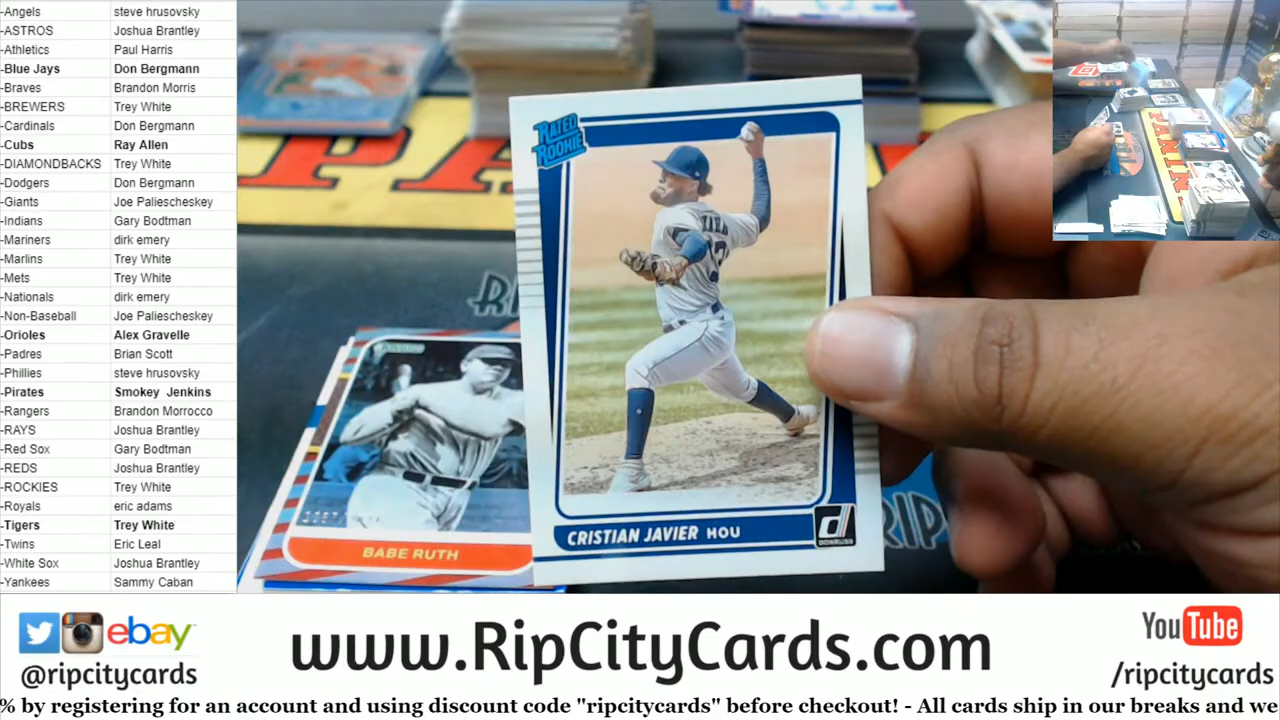 -Angels steve hrusovsky
-ASTROS Joshua Brantley
-Athletics Paul Harris
-Blue Jays Don Bergmann
-Braves Brandon Morris
-BREWERS Trey White
-Cardinals Don Bergmann
-Cubs Ray Allen
-DIAMONDBACKS Trey White
-Dodgers Don Bergmann
-Giants Joe Paliescheskey
-Indians Gary Bodtman
-Mariners dirk emery
-Marlins Trey White
-Mets Trey White
-Nationals dirk emery
-Non-Baseball Joe Paliescheskey
-Orioles Alex Gravelle
-Padres Brian Scott
-Phillies steve hrusovsky
-Pirates Smokey Jenkins
-Rangers Brandon Morrocco
-RAYS Joshua Brantley
-Red Sox Gary Bodtman
-REDS Joshua Brantley
-ROCKIES Trey White
-Royals eric adams
-Tigers Trey White
-Twins Eric Leal
-White Sox Joshua Brantley
-Yankees Sammy Caban
RATED
ROOKIE
CRISTIAN JAVIER HOU
DONRUSS
BABE RUTH
RIP
PANINI
ebay
@ripcitycards
www.RipCityCards.com
YouTube
/ripcitycards
% by registering for an account and using discount code "ripcitycards" before checkout! - All cards ship in our breaks and we